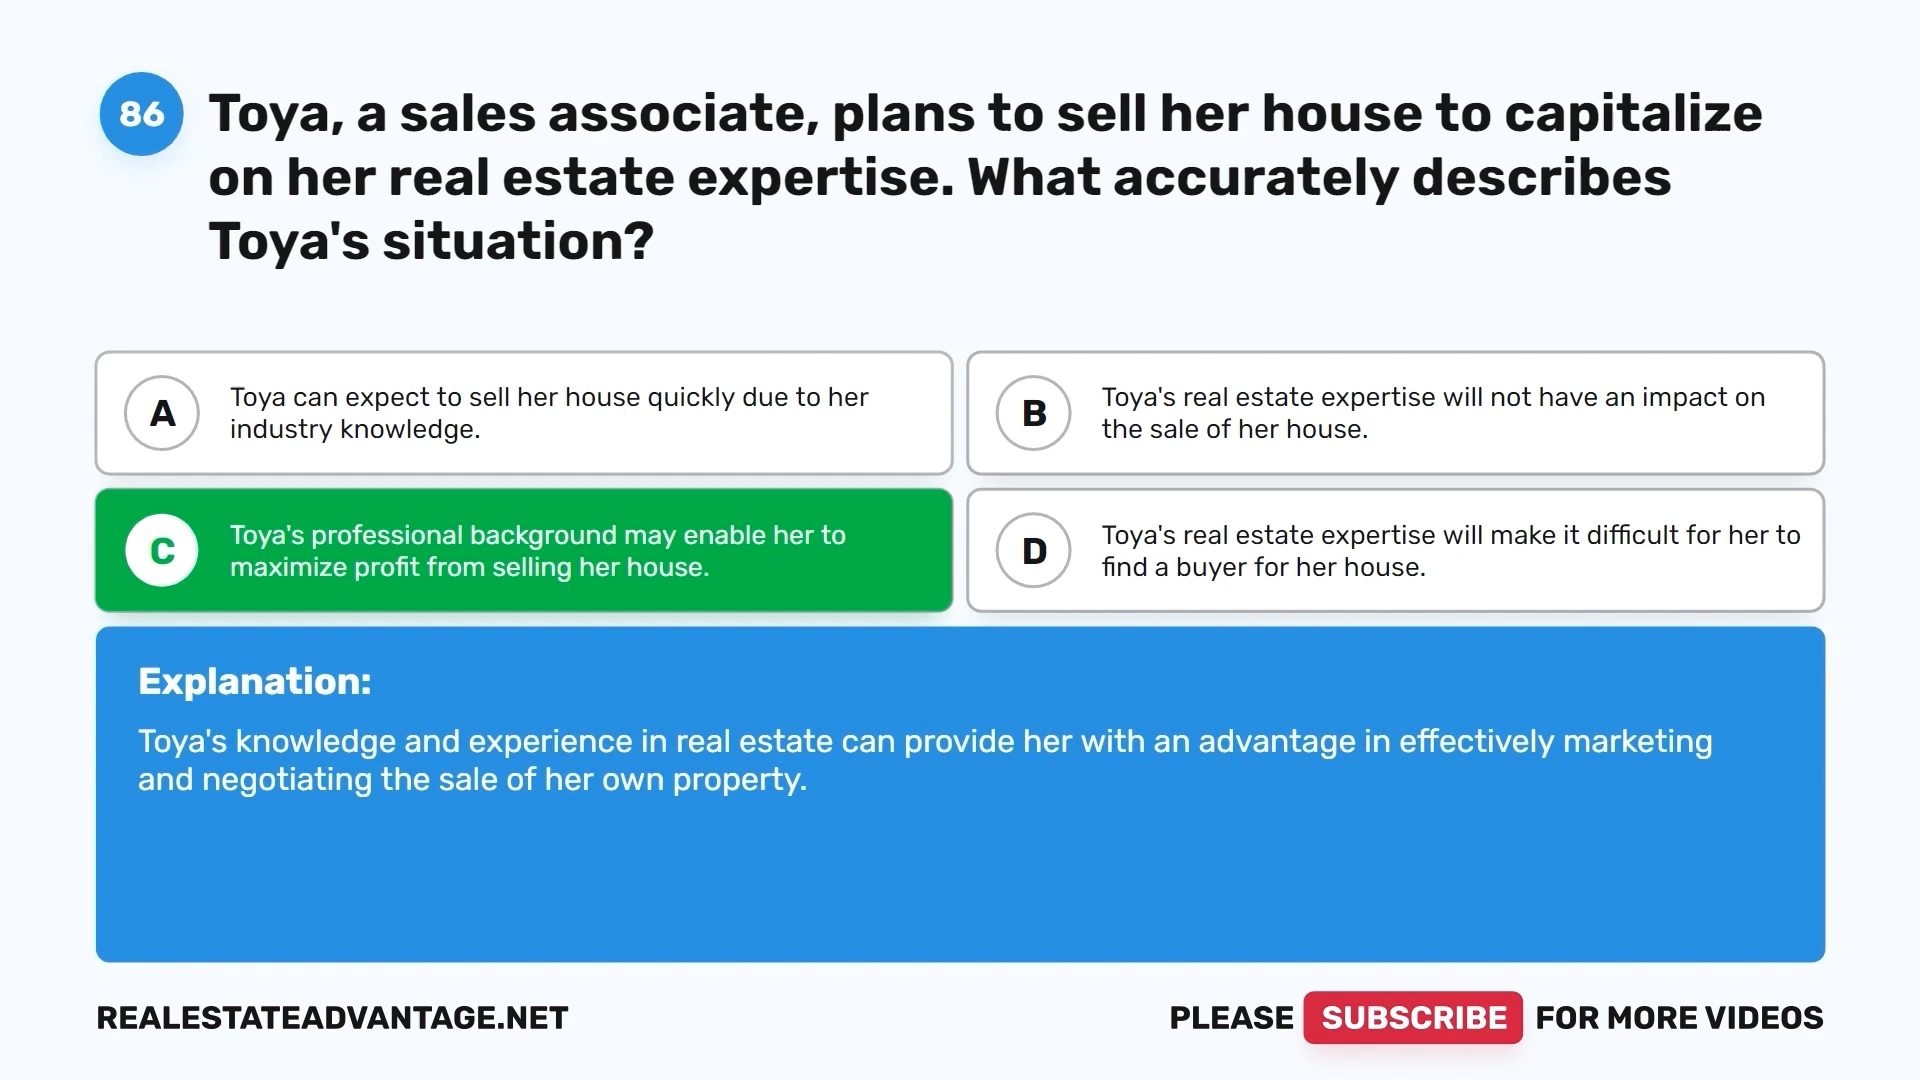 86
Toya, a sales associate, plans to sell her house to capitalize
on her real estate expertise. What accurately describes
Toya's situation?
A
Toya can expect to sell her house quickly due to her
industry knowledge.
B
Toya's real estate expertise will not have an impact on
the sale of her house.
C
Toya's professional background may enable her to
maximize profit from selling her house.
D
Toya's real estate expertise will make it difficult for her to
find a buyer for her house.
Explanation:
Toya's knowledge and experience in real estate can provide her with an advantage in effectively marketing
and negotiating the sale of her own property.
REALESTATEADVANTAGE.NET
PLEASE SUBSCRIBE FOR MORE VIDEOS